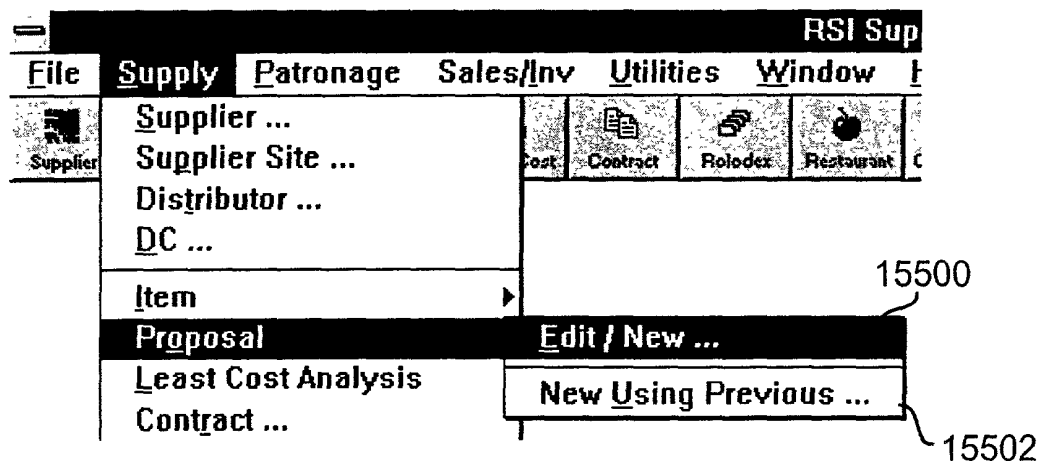 RSI Sup
File Supply Patronage Sales/Inv Utilities Window
Supplier Cost Contract Rolodex Restaurant
Supplier ...
Supplier Site ...
Distributor ...
DC ...
Item
Proposal
Least Cost Analysis
Contract ...
15500
Edit / New ...
New Using Previous ...
15502